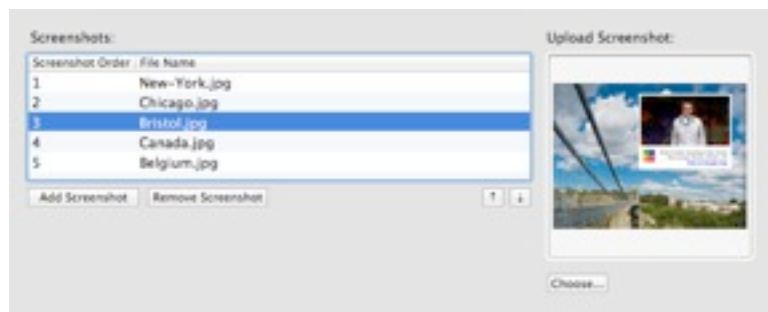 Screenshots:
Screenshot Order File Name
1 New-York.jpg
2 Chicago.jpg
3 Bristol.jpg
4 Canada.jpg
5 Belgium.jpg
Add Screenshot Remove Screenshot ↑ ↓
Upload Screenshot:
Choose...